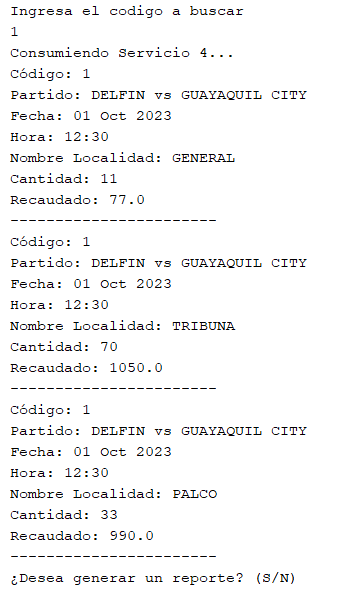 Ingresa el codigo a buscar
1
Consumiendo Servicio 4...
Código: 1
Partido: DELFIN vs GUAYAQUIL CITY
Fecha: 01 Oct 2023
Hora: 12:30
Nombre Localidad: GENERAL
Cantidad: 11
Recaudado: 77.0
-----------------------
Código: 1
Partido: DELFIN vs GUAYAQUIL CITY
Fecha: 01 Oct 2023
Hora: 12:30
Nombre Localidad: TRIBUNA
Cantidad: 70
Recaudado: 1050.0
-----------------------
Código: 1
Partido: DELFIN vs GUAYAQUIL CITY
Fecha: 01 Oct 2023
Hora: 12:30
Nombre Localidad: PALCO
Cantidad: 33
Recaudado: 990.0
-----------------------
¿Desea generar un reporte? (S/N)